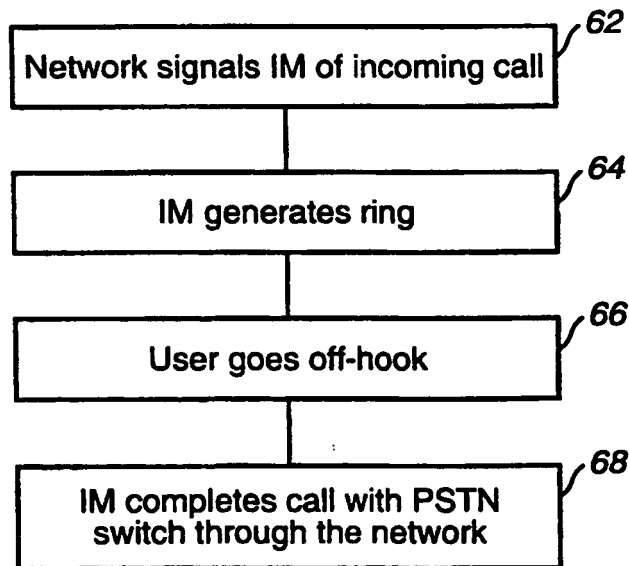 62
Network signals IM of incoming call
64
IM generates ring
66
User goes off-hook
68
IM completes call with PSTN
switch through the network